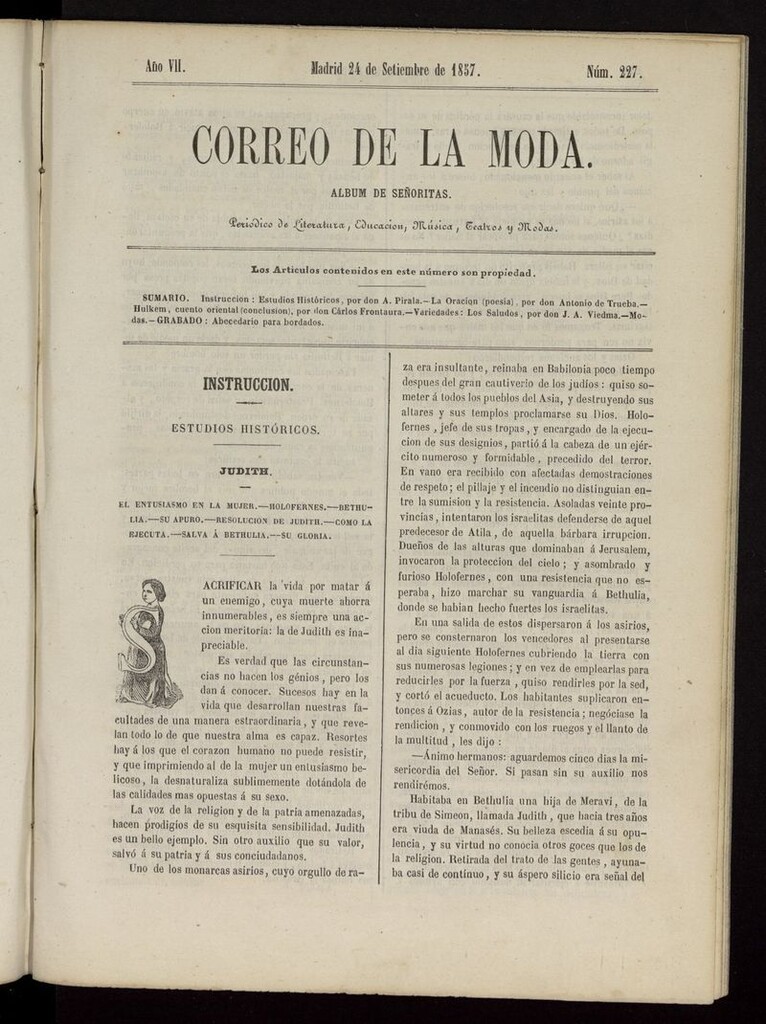 Año VII.
Madrid 24 de Setiembre de 1857.
Núm. 227.
CORREO DE LA MODA.
ALBUM DE SEÑORITAS.
Periódico de Literatura, Educacion, Música, Teatros y Modas.
Los Articulos contenidos en este número son propiedad.
SUMARIO. Instruccion: Estudios Históricos, por don A. Pirala.—La Oracion (poesía), por don Antonio de Trueba.—
Hulkem, cuento oriental (conclusion), por don Cárlos Frontaura.—Variedades: Los Saludos, por don J. A. Viedma.—Mo-
das.—GRABADO: Abecedario para bordados.
INSTRUCCION.
ESTUDIOS HISTÓRICOS.
JUDITH.
EL ENTUSIASMO EN LA MUJER.—HOLOFERNES.—BETHU-
LIA.—SU APURO.—RESOLUCION DE JUDITH.—COMO LA
EJECUTA.—SALVA Á BETHULIA.—SU GLORIA.
SACRIFICAR la vida por matar á
un enemigo, cuya muerte ahorra
innumerables, es siempre una ac-
cion meritoria: la de Judith es ina-
preciable.
Es verdad que las circunstan-
cias no hacen los génios, pero los
dan á conocer. Sucesos hay en la
vida que desarrollan nuestras fa-
cultades de una manera estraordinaria, y que reve-
lan todo lo de que nuestra alma es capaz. Resortes
hay á los que el corazon humano no puede resistir,
y que imprimiendo al de la mujer un entusiasmo be-
licoso, la desnaturaliza sublimemente dotándola de
las calidades mas opuestas á su sexo.
La voz de la religion y de la patria amenazadas,
hacen prodigios de su esquisita sensibilidad. Judith
es un bello ejemplo. Sin otro auxilio que su valor,
salvó á su patria y á sus conciudadanos.
Uno de los monarcas asirios, cuyo orgullo de ra-
za era insultante, reinaba en Babilonia poco tiempo
despues del gran cautiverio de los judíos: quiso so-
meter á todos los pueblos del Asia, y destruyendo sus
altares y sus templos proclamarse su Dios. Holo-
fernes, jefe de sus tropas, y encargado de la ejecu-
cion de sus designios, partió á la cabeza de un ejér-
cito numeroso y formidable, precedido del terror.
En vano era recibido con afectadas demostraciones
de respeto; el pillaje y el incendio no distinguian en-
tre la sumision y la resistencia. Asoladas veinte pro-
vincias, intentaron los israelitas defenderse de aquel
predecesor de Atila, de aquella bárbara irrupcion.
Dueños de las alturas que dominaban á Jerusalem,
invocaron la proteccion del cielo; y asombrado y
furioso Holofernes, con una resistencia que no es-
peraba, hizo marchar su vanguardia á Bethulia,
donde se habian hecho fuertes los israelitas.
En una salida de estos dispersaron á los asirios,
pero se consternaron los vencedores al presentarse
al dia siguiente Holofernes cubriendo la tierra con
sus numerosas legiones; y en vez de emplearlas para
reducirles por la fuerza, quiso rendirles por la sed,
y cortó el acueducto. Los habitantes suplicaron en-
tonces á Ozías, autor de la resistencia; negóciase la
rendicion, y conmovido con los ruegos y el llanto de
la multitud, les dijo:
—Ánimo hermanos: aguardemos cinco dias la mi-
sericordia del Señor. Si pasan sin su auxilio nos
rendirémos.
Habitaba en Bethulia una hija de Meravi, de la
tribu de Simeon, llamada Judith, que hacia tres años
era viuda de Manasés. Su belleza escedia á su opu-
lencia, y su virtud no conocia otros goces que los de
la religion. Retirada del trato de las gentes, ayuna-
ba casi de contínuo, y su áspero silicio era señal del